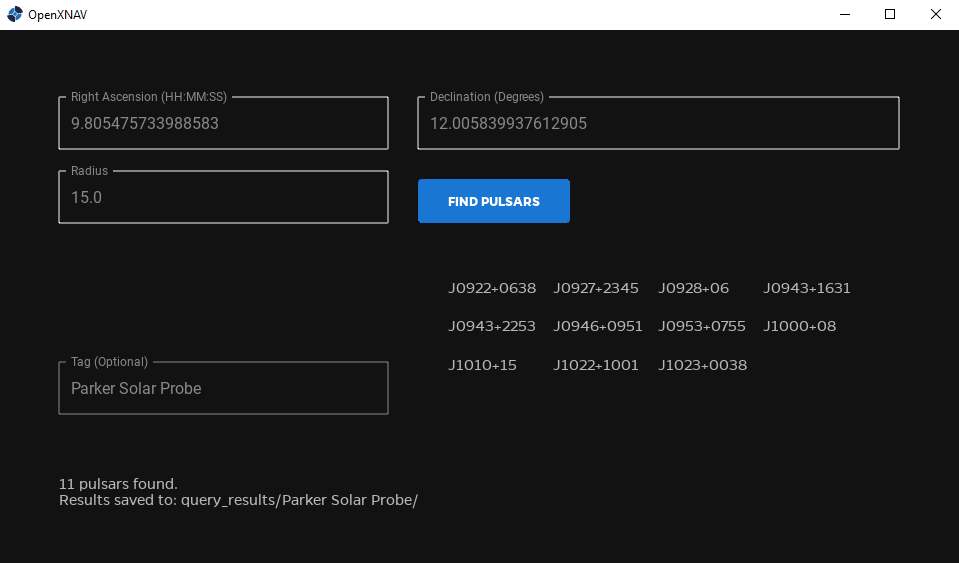 OpenXNAV
Right Ascension (HH:MM:SS)
9.805475733988583
Declination (Degrees)
12.005839937612905
Radius
15.0
FIND PULSARS
J0922+0638 J0927+2345 J0928+06 J0943+1631
J0943+2253 J0946+0951 J0953+0755 J1000+08
J1010+15 J1022+1001 J1023+0038
Tag (Optional)
Parker Solar Probe
11 pulsars found.
Results saved to: query_results/Parker Solar Probe/